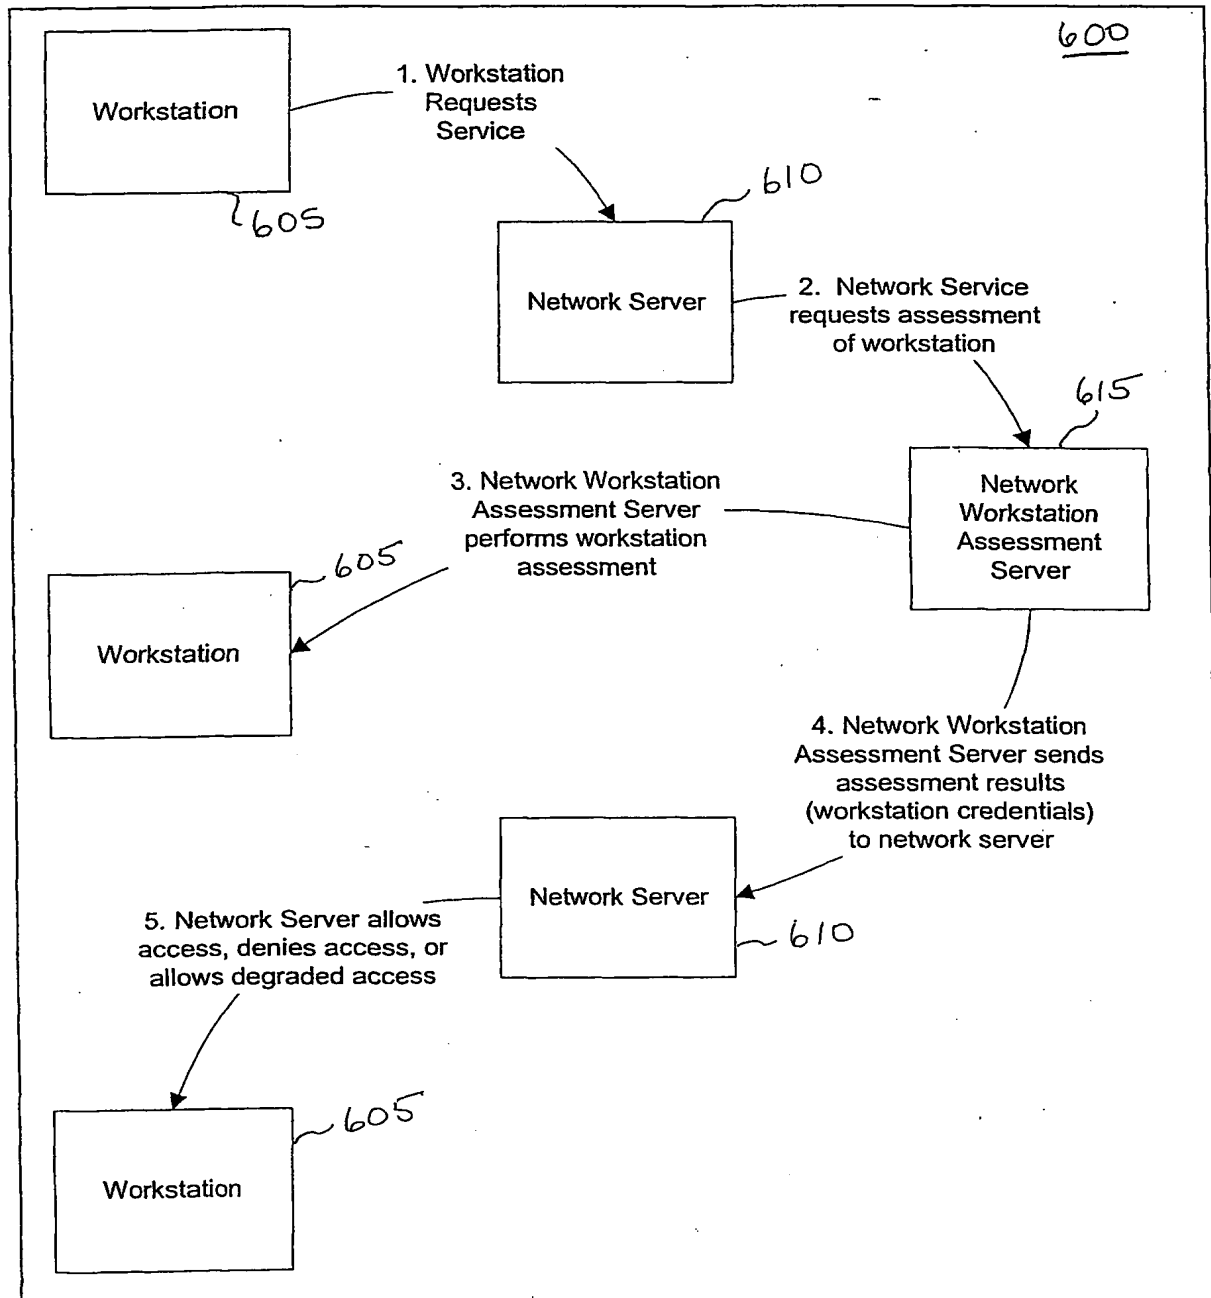 600
Workstation
1. Workstation
Requests
Service
605
610
Network Server
2. Network Service
requests assessment
of workstation
615
Network
Workstation
Assessment
Server
3. Network Workstation
Assessment Server
performs workstation
assessment
605
Workstation
4. Network Workstation
Assessment Server sends
assessment results
(workstation credentials)
to network server
Network Server
610
5. Network Server allows
access, denies access, or
allows degraded access
605
Workstation